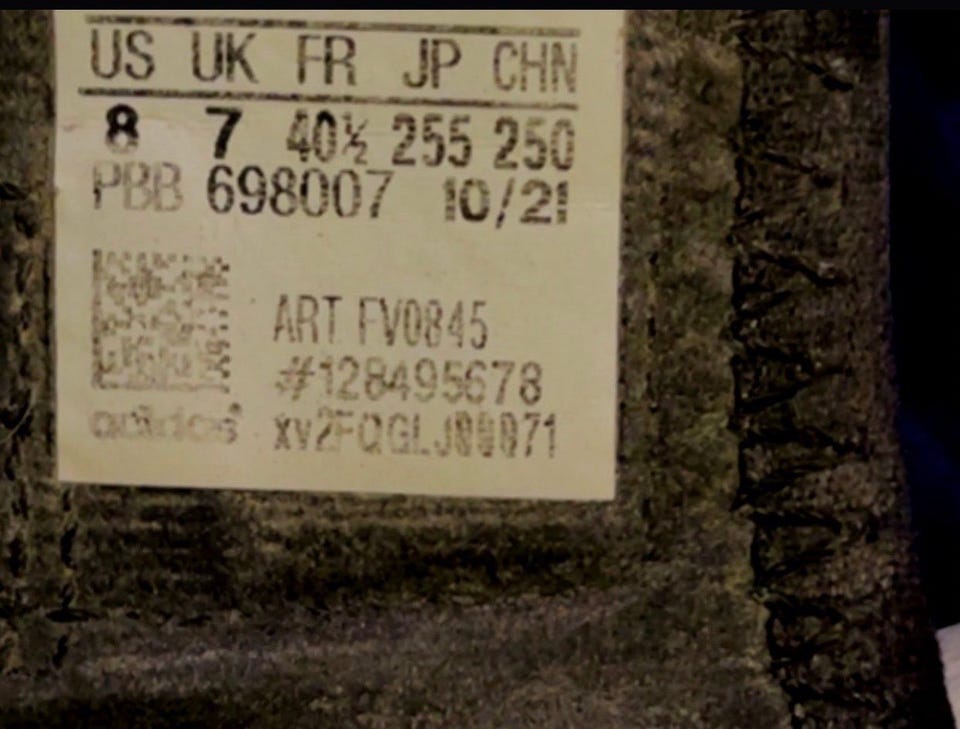 US UK FR JP CHN
8 7 40½ 255 250
PBB 698007 10/21
ART FV0845
#128495678
adidas®